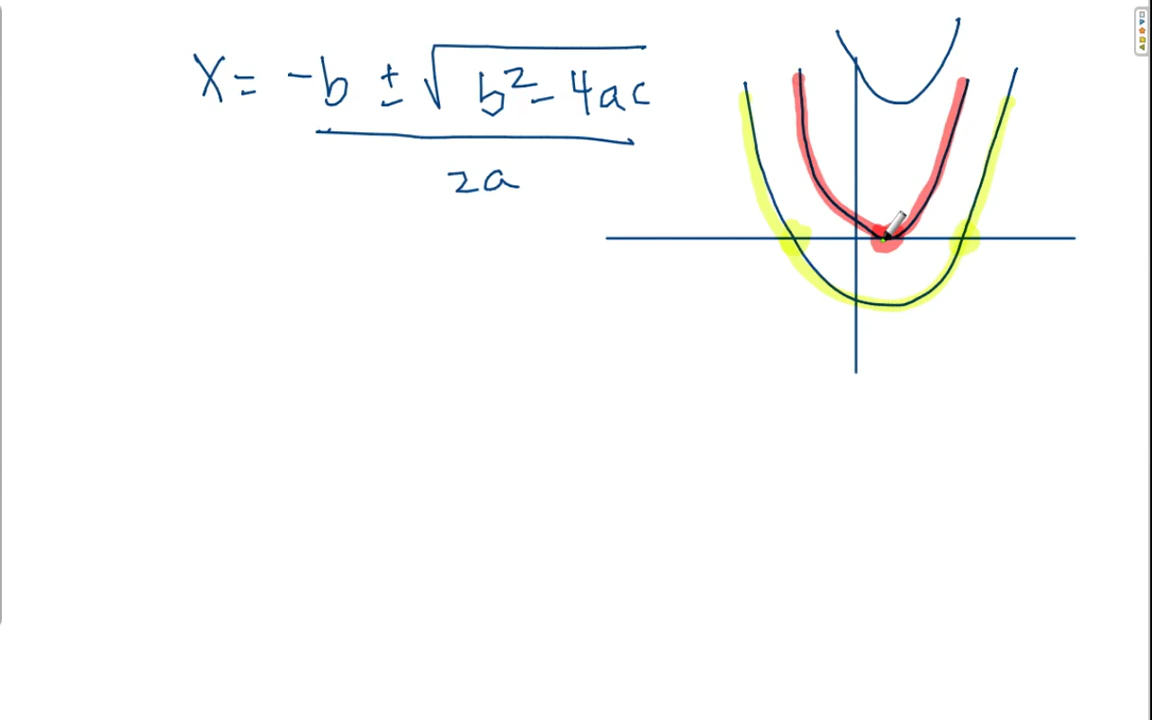 x = -b ± √ b² - 4ac
2a